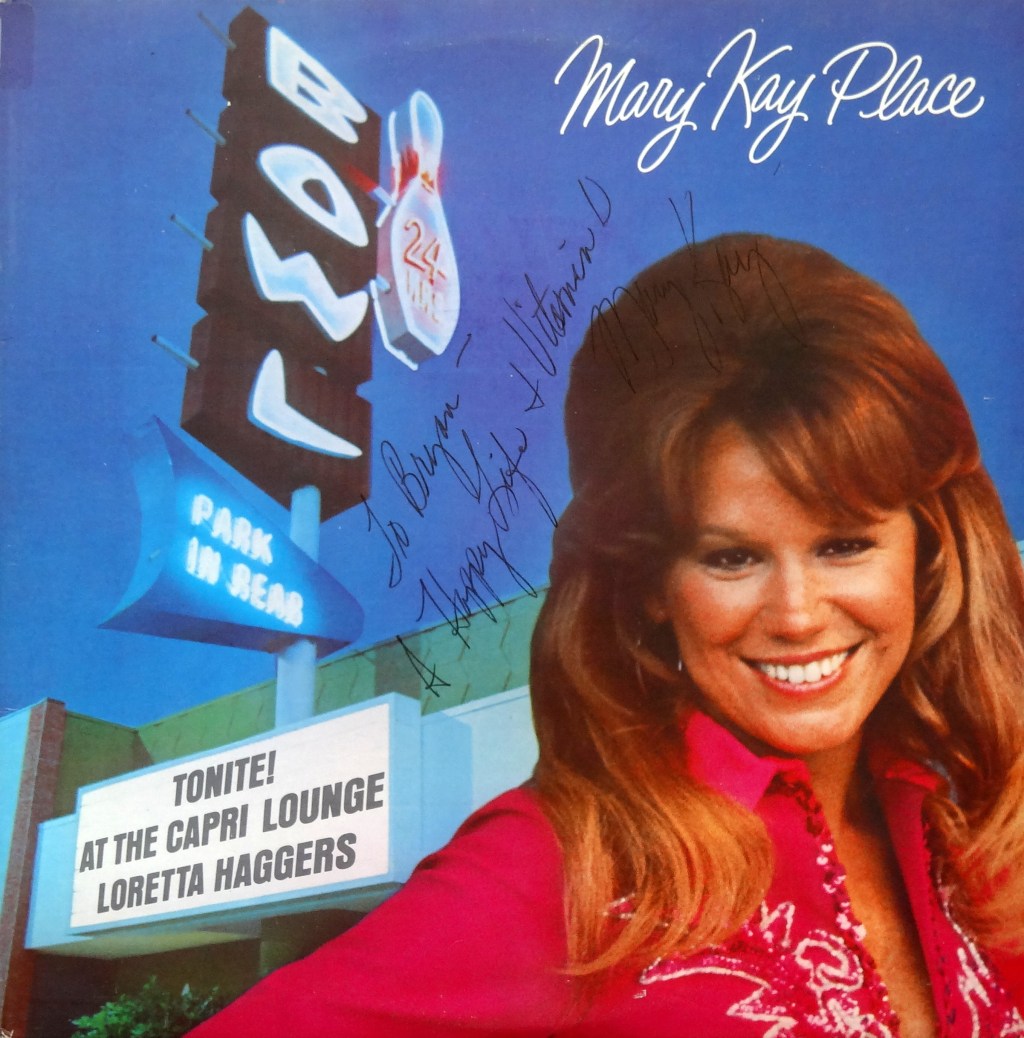 Mary Kay Place
BOWL
24
HRS
PARK
IN REAR
To Bryan -
A Happy Life + Vitamin D
Mary Kay
TONITE!
AT THE CAPRI LOUNGE
LORETTA HAGGERS